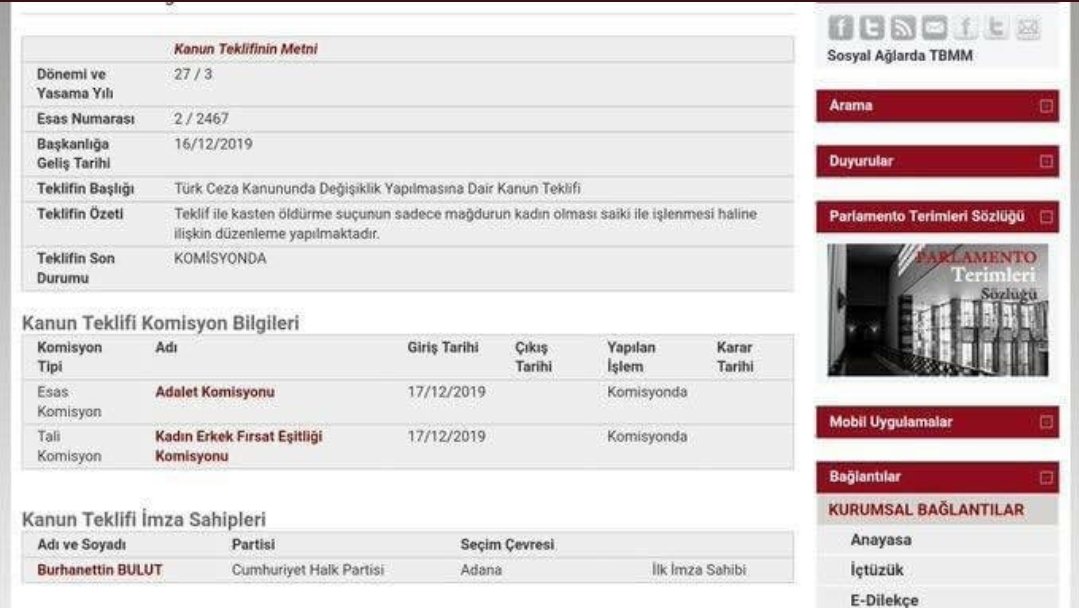 Kanun Teklifinin Metni
Dönemi ve
Yasama Yılı
27 / 3
Esas Numarası
2 / 2467
Başkanlığa
Geliş Tarihi
16/12/2019
Teklifin Başlığı
Türk Ceza Kanununda Değişiklik Yapılmasına Dair Kanun Teklifi
Teklifin Özeti
Teklif ile kasten öldürme suçunun sadece mağdurun kadın olması saiki ile işlenmesi haline
ilişkin düzenleme yapılmaktadır.
Teklifin Son
Durumu
KOMİSYONDA
Kanun Teklifi Komisyon Bilgileri
Komisyon
Tipi
Adı
Giriş Tarihi
Çıkış
Tarihi
Yapılan
İşlem
Karar
Tarihi
Esas
Komisyon
Adalet Komisyonu
17/12/2019
Komisyonda
Tali
Komisyon
Kadın Erkek Fırsat Eşitliği
Komisyonu
17/12/2019
Komisyonda
Kanun Teklifi İmza Sahipleri
Adı ve Soyadı
Partisi
Seçim Çevresi
Burhanettin BULUT
Cumhuriyet Halk Partisi
Adana
İlk İmza Sahibi
Sosyal Ağlarda TBMM
Arama
Duyurular
Parlamento Terimleri Sözlüğü
PARLAMENTO
Terimleri
Sözlüğü
Mobil Uygulamalar
Bağlantılar
KURUMSAL BAĞLANTILAR
Anayasa
İçtüzük
E-Dilekçe